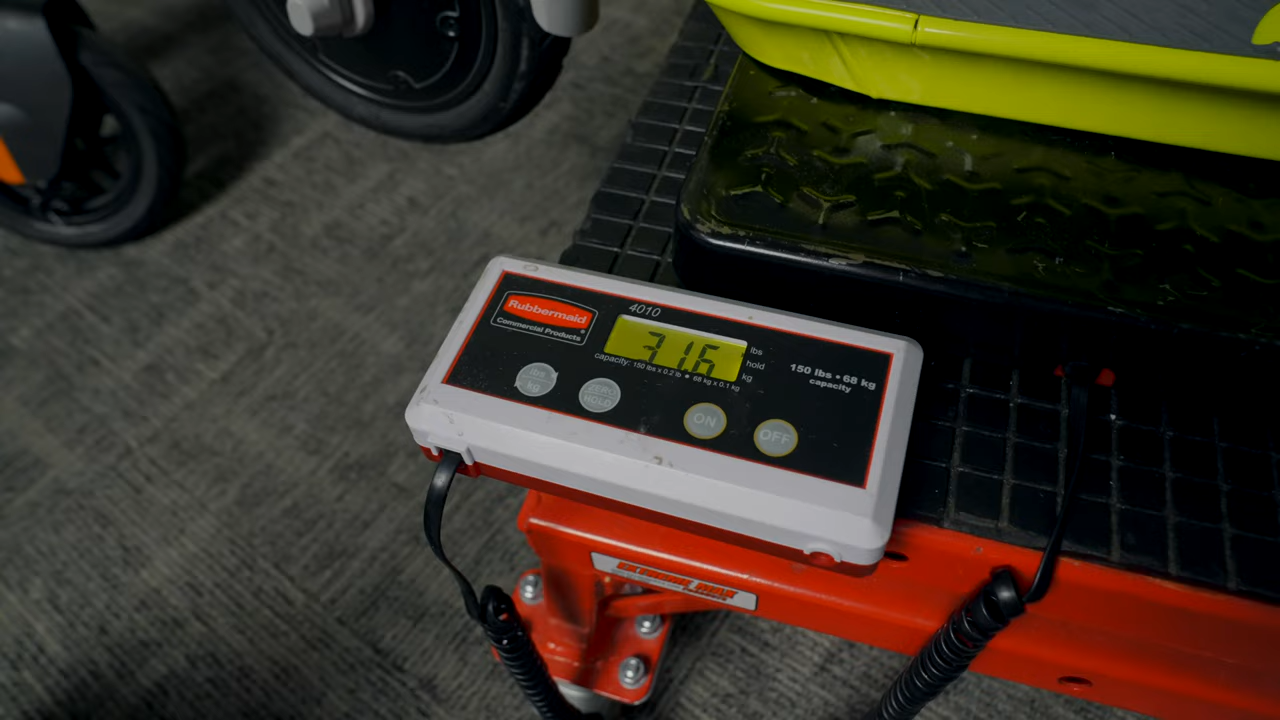 Rubbermaid
Commercial Products
4010
31.6
lbs
hold
kg
capacity: 150 lbs x 0.2 lb • 68 kg x 0.1 kg
150 lbs • 68 kg
capacity
lbs
kg
ZERO
HOLD
ON
OFF